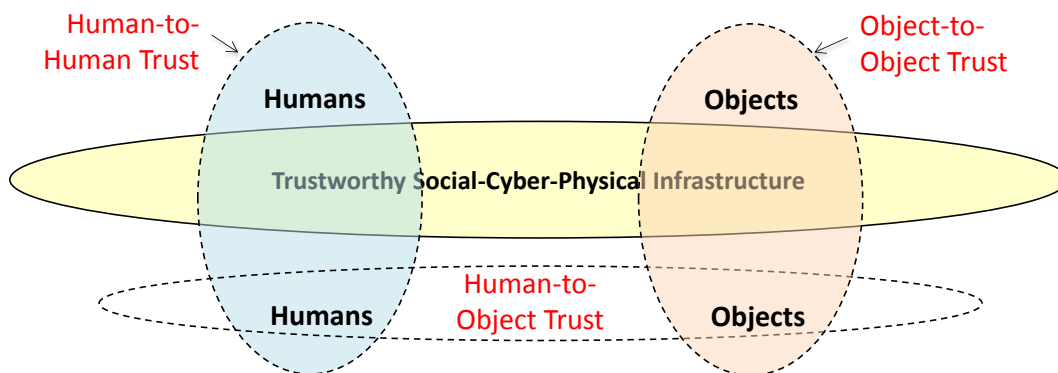 Human-to-
Human Trust
Object-to-
Object Trust
Humans
Objects
Trustworthy Social-Cyber-Physical Infrastructure
Human-to-
Object Trust
Humans
Objects